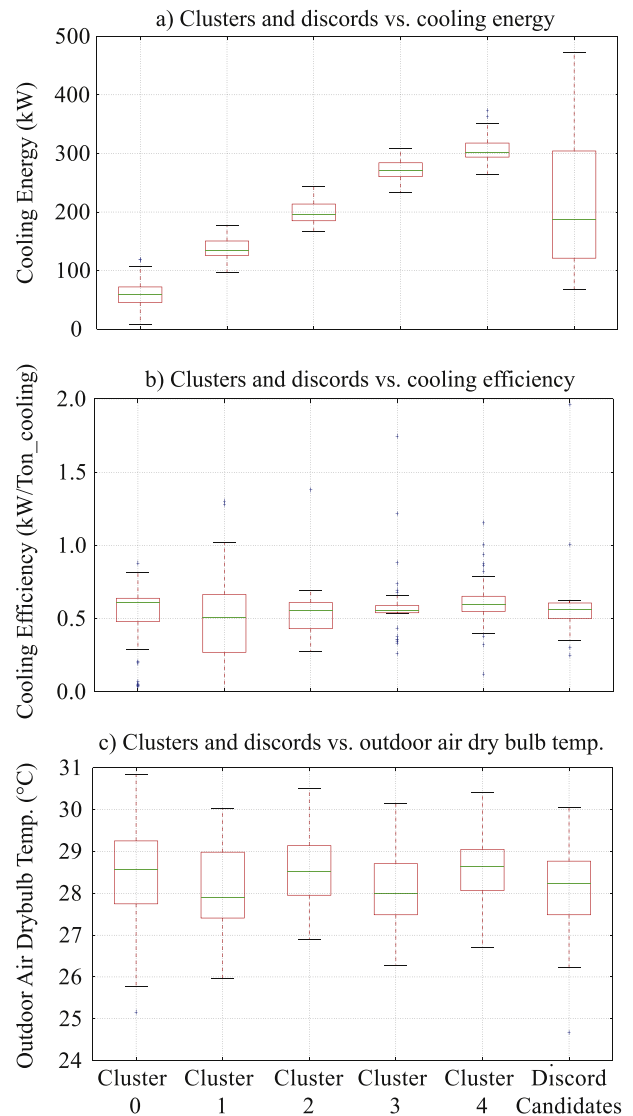 a) Clusters and discords vs. cooling energy
Cooling Energy (kW)
500
400
300
200
100
0
b) Clusters and discords vs. cooling efficiency
Cooling Efficiency (kW/Ton_cooling)
2.0
1.5
1.0
0.5
0.0
c) Clusters and discords vs. outdoor air dry bulb temp.
Outdoor Air Drybulb Temp. (°C)
31
30
29
28
27
26
25
24
Cluster Cluster Cluster Cluster Cluster Discord
0 1 2 3 4 Candidates